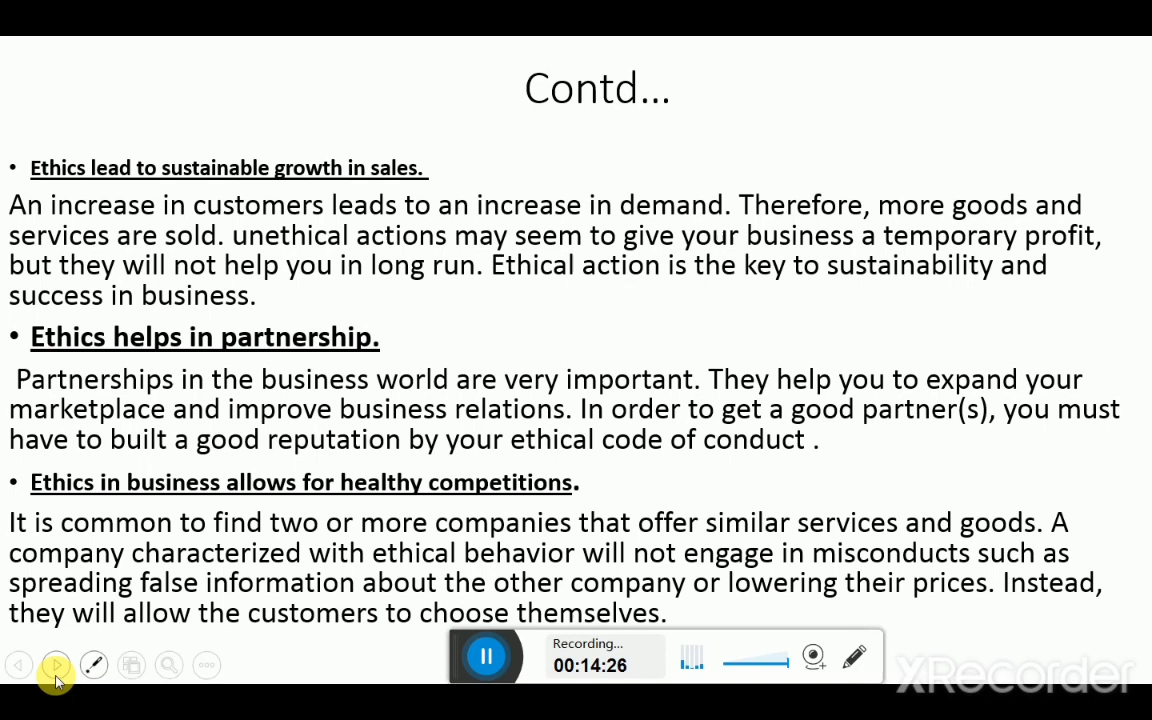 Contd...
• Ethics lead to sustainable growth in sales.
An increase in customers leads to an increase in demand. Therefore, more goods and
services are sold. unethical actions may seem to give your business a temporary profit,
but they will not help you in long run. Ethical action is the key to sustainability and
success in business.
• Ethics helps in partnership.
Partnerships in the business world are very important. They help you to expand your
marketplace and improve business relations. In order to get a good partner(s), you must
have to built a good reputation by your ethical code of conduct .
• Ethics in business allows for healthy competitions.
It is common to find two or more companies that offer similar services and goods. A
company characterized with ethical behavior will not engage in misconducts such as
spreading false information about the other company or lowering their prices. Instead,
they will allow the customers to choose themselves.
Recording...
00:14:26
XRecorder